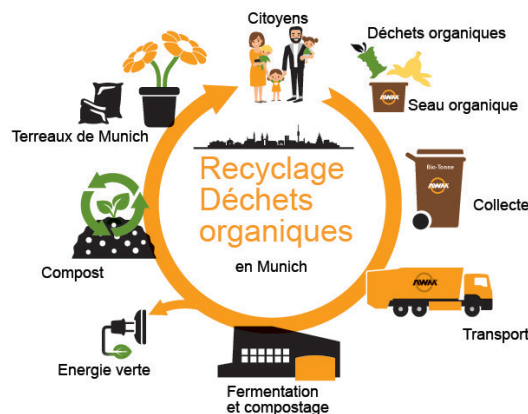 Citoyens
Déchets organiques
AWM
Seau organique
Bio-Tonne
AWM
Collecte
AWM
Transport
Fermentation
et compostage
Energie verte
Compost
Terreaux de Munich
Recyclage
Déchets
organiques
en Munich